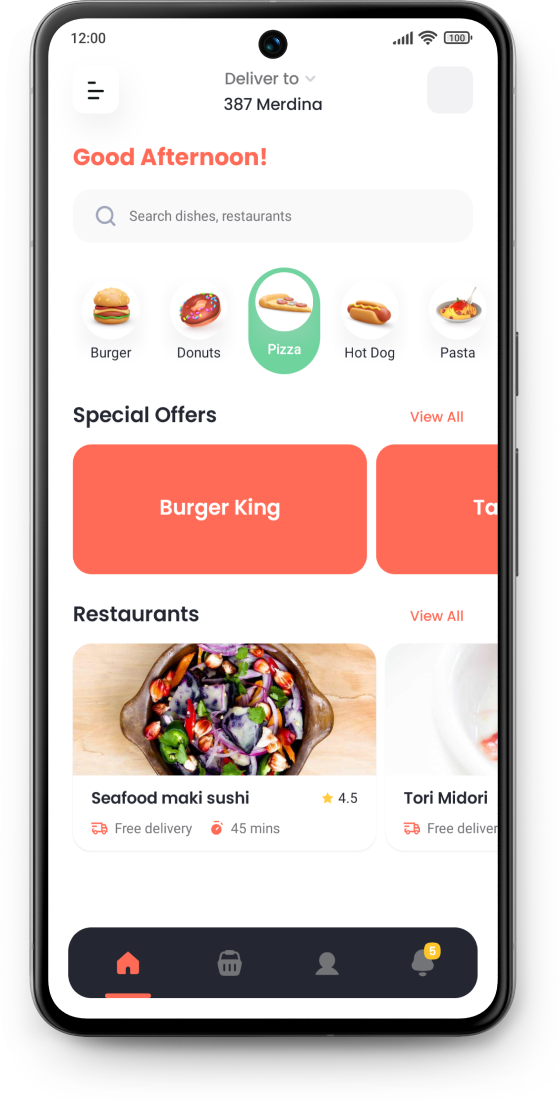 12:00
100
Deliver to
387 Merdina
Good Afternoon!
Search dishes, restaurants
Burger
Donuts
Pizza
Hot Dog
Pasta
Special Offers
View All
Burger King
Ta
Restaurants
View All
Seafood maki sushi
4.5
Free delivery
45 mins
Tori Midori
Free deliver
5